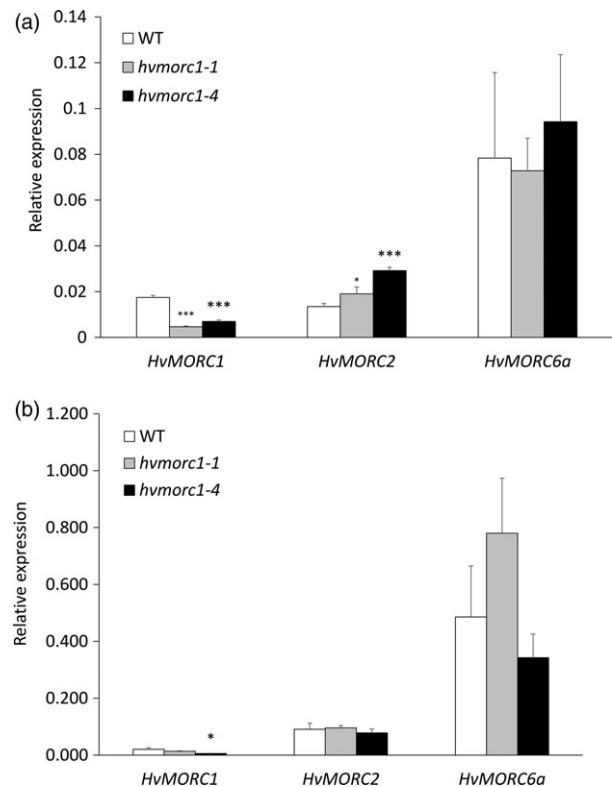 (a)
0.14
0.12
0.1
0.08
0.06
0.04
0.02
0
Relative expression
WT
hvmorc1-1
hvmorc1-4
*** *** * ***
HvMORC1 HvMORC2 HvMORC6a
(b)
1.200
1.000
0.800
0.600
0.400
0.200
0.000
Relative expression
WT
hvmorc1-1
hvmorc1-4
*
HvMORC1 HvMORC2 HvMORC6a